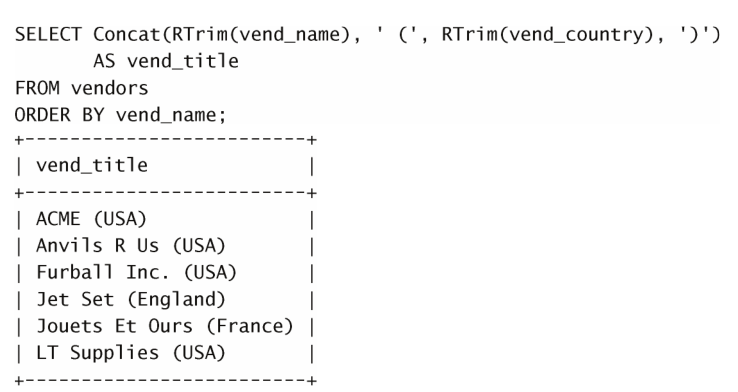 SELECT Concat(RTrim(vend_name), ' (', RTrim(vend_country), ')')
       AS vend_title
FROM vendors
ORDER BY vend_name;
+-------------------------+
| vend_title              |
+-------------------------+
| ACME (USA)              |
| Anvils R Us (USA)       |
| Furball Inc. (USA)      |
| Jet Set (England)       |
| Jouets Et Ours (France) |
| LT Supplies (USA)       |
+-------------------------+